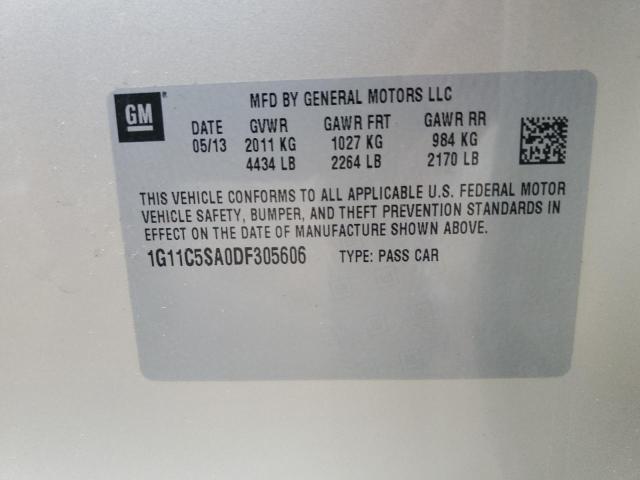 GM
MFD BY GENERAL MOTORS LLC
DATE GVWR GAWR FRT GAWR RR
05/13 2011 KG 1027 KG 984 KG
4434 LB 2264 LB 2170 LB
THIS VEHICLE CONFORMS TO ALL APPLICABLE U.S. FEDERAL MOTOR
VEHICLE SAFETY, BUMPER, AND THEFT PREVENTION STANDARDS IN
EFFECT ON THE DATE OF MANUFACTURE SHOWN ABOVE.
1G11C5SA0DF305606 TYPE: PASS CAR